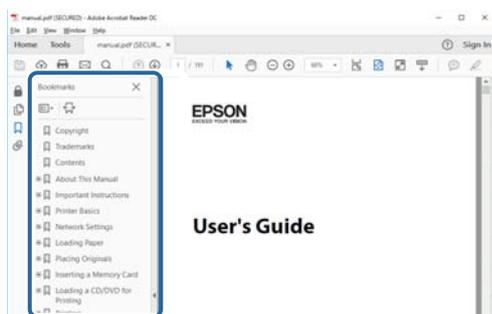 manual.pdf (SECURED) - Adobe Acrobat Reader DC
File Edit View Window Help
Home Tools manual.pdf (SECUR... × Sign In
1
Bookmarks ×
Copyright
Trademarks
Contents
About This Manual
Important Instructions
Printer Basics
Network Settings
Loading Paper
Placing Originals
Inserting a Memory Card
Loading a CD/DVD for
Printing
EPSON
EXCEED YOUR VISION
User's Guide